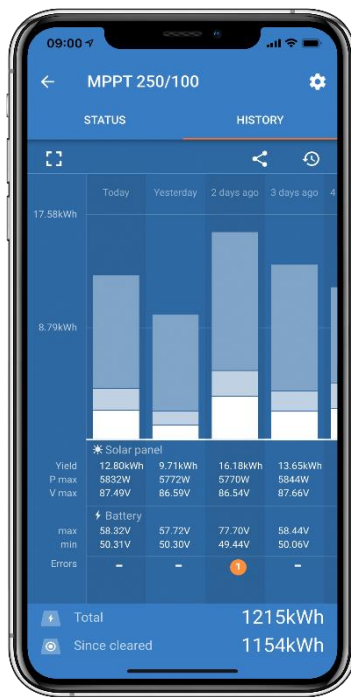 09:00
MPPT 250/100
STATUS HISTORY
Today Yesterday 2 days ago 3 days ago 4
17.58kWh
8.79kWh
Solar panel
Yield 12.80kWh 9.71kWh 16.18kWh 13.65kWh
P max 5832W 5772W 5770W 5844W
V max 87.49V 86.59V 86.54V 87.66V
Battery
max 58.32V 57.72V 77.70V 58.44V
min 50.31V 50.30V 49.44V 50.06V
Errors - - 1 -
Total 1215kWh
Since cleared 1154kWh